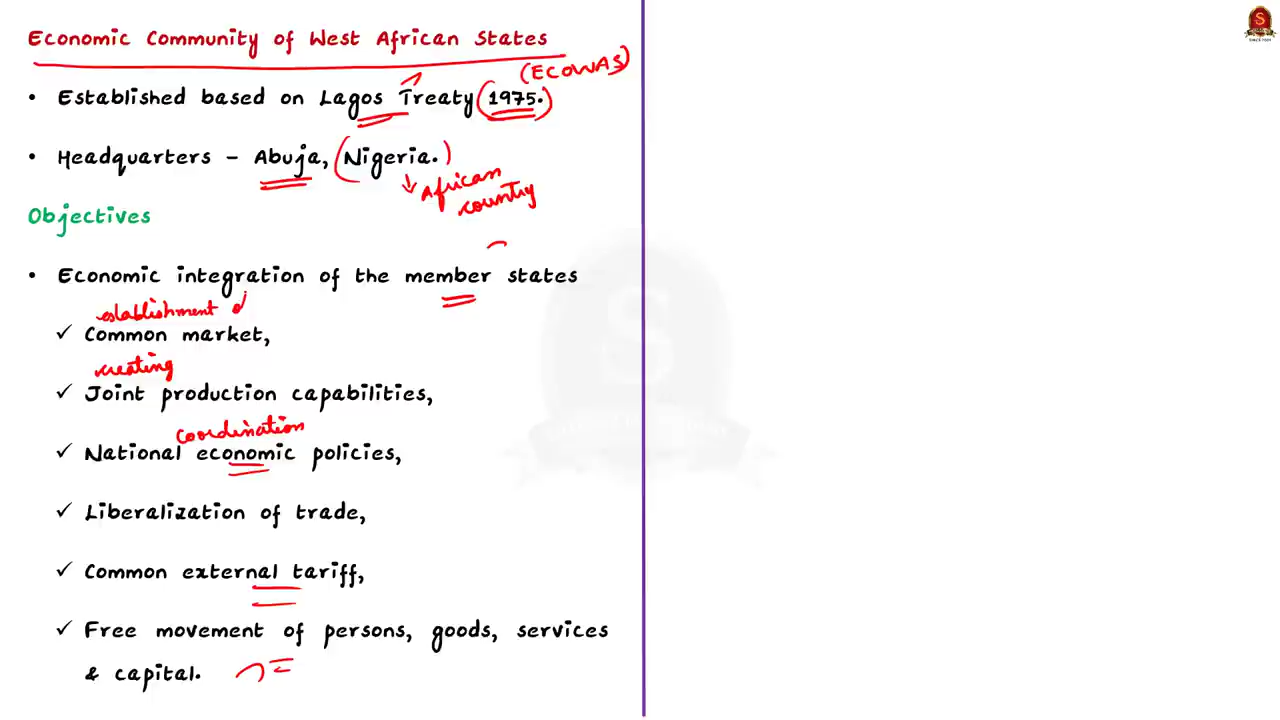 Economic Community of West African States
(ECOWAS)
• Established based on Lagos Treaty (1975.)
• Headquarters - Abuja, (Nigeria.)
African
country
Objectives
• Economic integration of the member states
establishment of
✓ Common market,
creating
✓ Joint production capabilities,
coordination
✓ National economic policies,
✓ Liberalization of trade,
✓ Common external tariff,
✓ Free movement of persons, goods, services
& capital.